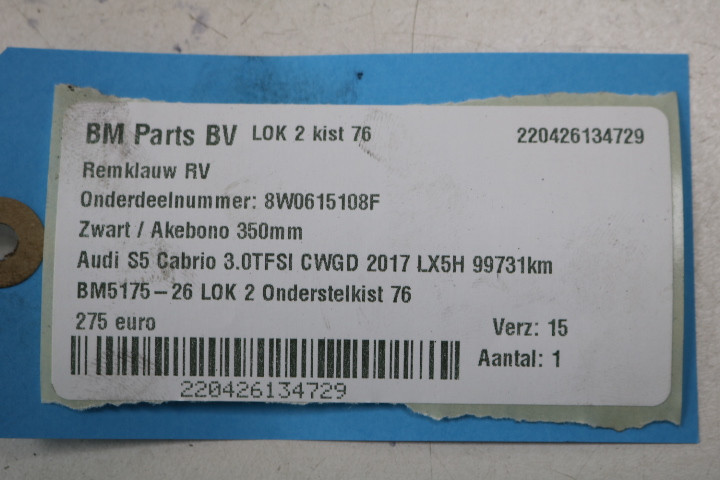 BM Parts BV LOK 2 kist 76 220426134729
Remklauw RV
Onderdeelnummer: 8W0615108F
Zwart / Akebono 350mm
Audi S5 Cabrio 3.0TFSI CWGD 2017 LX5H 99731km
BM5175-26 LOK 2 Onderstelkist 76
275 euro Verz: 15
Aantal: 1
220426134729